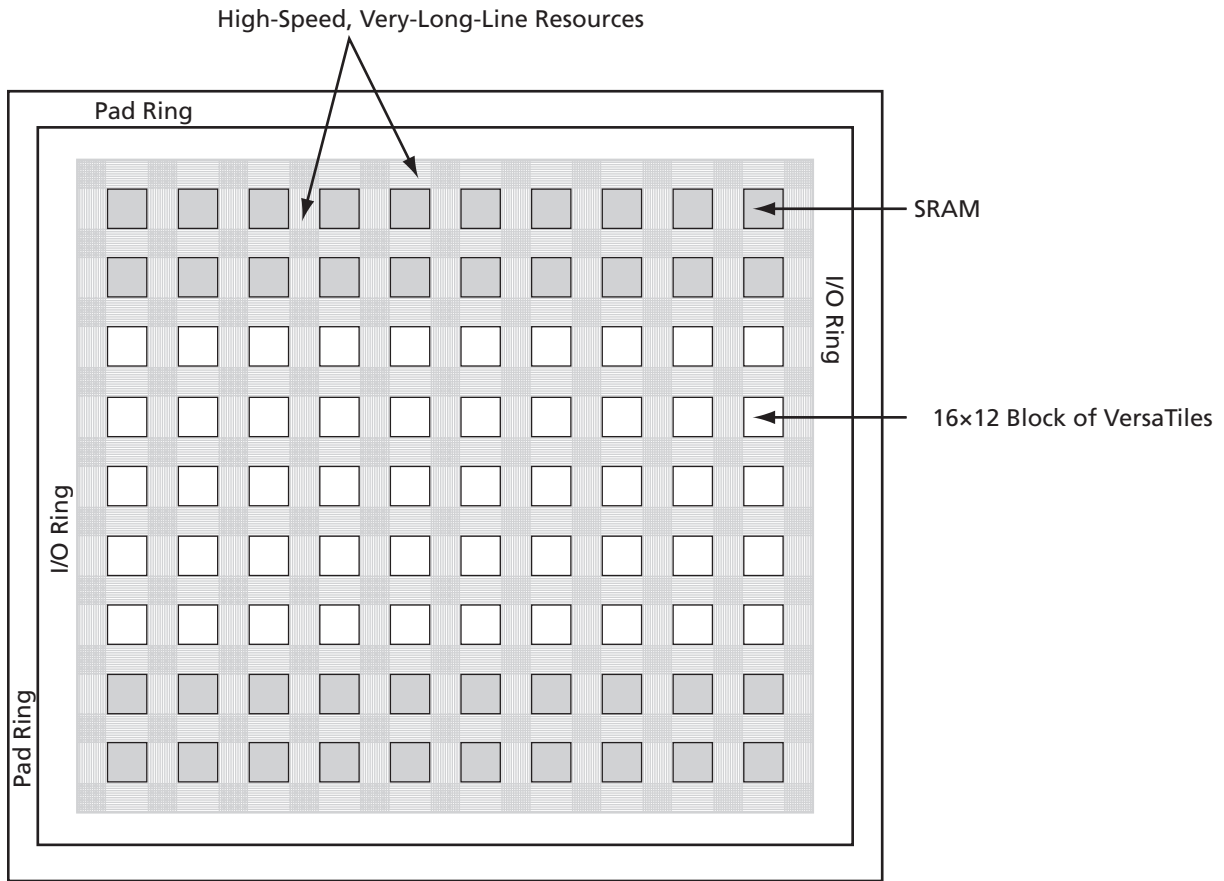 High-Speed, Very-Long-Line Resources
Pad Ring
SRAM
I/O Ring
16×12 Block of VersaTiles
I/O Ring
Pad Ring